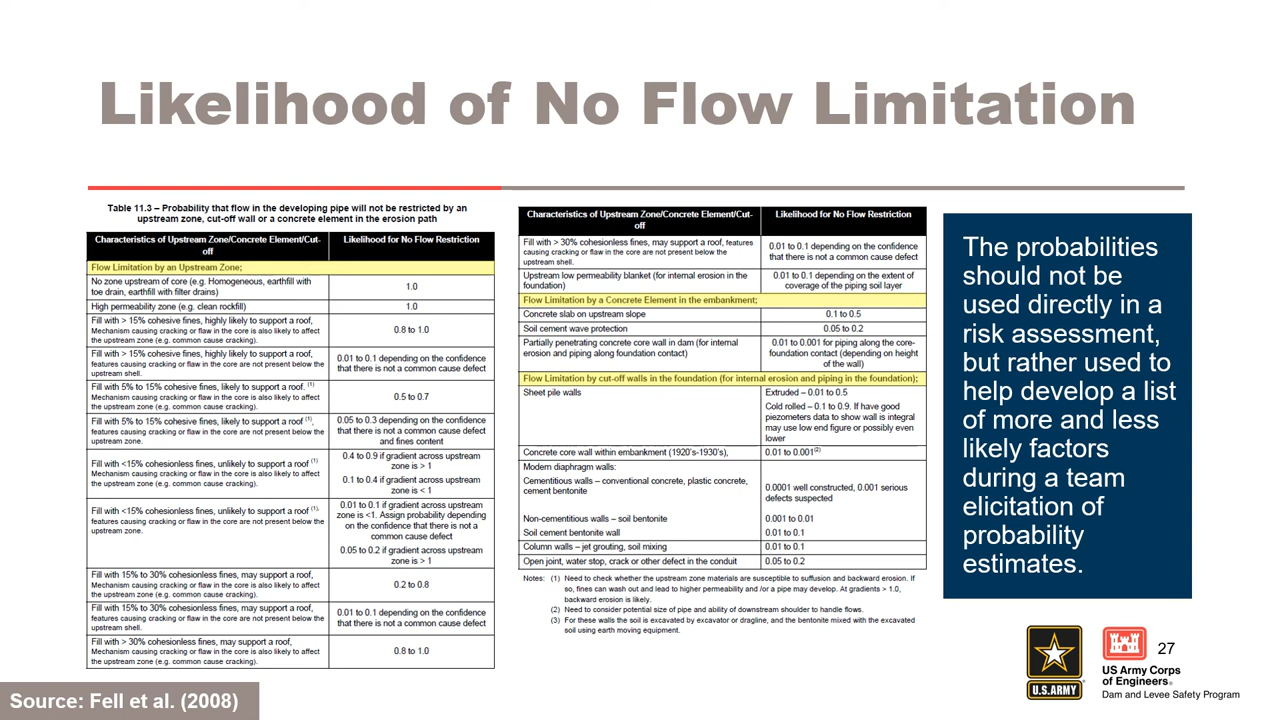 Likelihood of No Flow Limitation
Table 11.3 – Probability that flow in the developing pipe will not be restricted by an
upstream zone, cut-off wall or a concrete element in the erosion path
Characteristics of Upstream Zone/Concrete Element/Cut-
off
Likelihood for No Flow Restriction
Flow Limitation by an Upstream Zone;
No zone upstream of core (e.g. Homogeneous, earthfill with
toe drain, earthfill with filter drains)
1.0
High permeability zone (e.g. clean rockfill)
1.0
Fill with > 15% cohesive fines, highly likely to support a roof,
Mechanism causing cracking or flaw in the core is also likely to affect
the upstream zone (e.g. common cause cracking).
0.8 to 1.0
Fill with > 15% cohesive fines, highly likely to support a roof,
features causing cracking or flaw in the core are not present below the
upstream shell.
0.01 to 0.1 depending on the confidence
that there is not a common cause defect
Fill with 5% to 15% cohesive fines, likely to support a roof. (1)
Mechanism causing cracking or flaw in the core is also likely to affect
the upstream zone (e.g. common cause cracking).
0.5 to 0.7
Fill with 5% to 15% cohesive fines, likely to support a roof (1),
features causing cracking or flaw in the core are not present below the
upstream zone.
0.05 to 0.3 depending on the confidence
that there is not a common cause defect
and fines content
Fill with <15% cohesive fines, unlikely to support a roof (1)
Mechanism causing cracking or flaw in the core is also likely to affect
the upstream zone (e.g. common cause cracking).
0.4 to 0.9 if gradient across upstream
zone is > 1
0.1 to 0.4 if gradient across upstream
zone is < 1
Fill with <15% cohesive fines, unlikely to support a roof (1),
features causing cracking or flaw in the core are not present below the
upstream zone.
0.01 to 0.1 if gradient across upstream
zone is <1. Assign probability depending
on the confidence that there is not a
common cause defect
0.05 to 0.2 if gradient across upstream
zone is > 1
Fill with 15% to 30% cohesionless fines, may support a roof,
Mechanism causing cracking or flaw in the core is also likely to affect
the upstream zone (e.g. common cause cracking).
0.2 to 0.8
Fill with 15% to 30% cohesionless fines, may support a roof,
features causing cracking or flaw in the core are not present below the
upstream shell.
0.01 to 0.1 depending on the confidence
that there is not a common cause defect
Fill with > 30% cohesionless fines, may support a roof,
Mechanism causing cracking or flaw in the core is also likely to affect
the upstream zone (e.g. common cause cracking).
0.8 to 1.0
Characteristics of Upstream Zone/Concrete Element/Cut-
off
Likelihood for No Flow Restriction
Fill with > 30% cohesionless fines, may support a roof, features
causing cracking or flaw in the core are not present below the
upstream shell.
0.01 to 0.1 depending on the confidence
that there is not a common cause defect
Upstream low permeability blanket (for internal erosion in the
foundation)
0.01 to 0.1 depending on the extent of
coverage of the piping soil layer
Flow Limitation by a Concrete Element in the embankment;
Concrete slab on upstream slope
0.1 to 0.5
Soil cement wave protection
0.05 to 0.2
Partially penetrating concrete core wall in dam (for internal
erosion and piping along foundation contact)
0.01 to 0.001 for piping along the core-
foundation contact (depending on height
of the wall)
Flow Limitation by cut-off walls in the foundation (for internal erosion and piping in the foundation);
Sheet pile walls
Extruded – 0.01 to 0.5
Cold rolled – 0.1 to 0.9. If have good
piezometers data to show wall is integral
may use low end figure or possibly even
lower
Concrete core wall within embankment (1920's-1930's),
0.01 to 0.001(2)
Modern diaphragm walls:
Cementitious walls – conventional concrete, plastic concrete,
cement bentonite
0.0001 well constructed, 0.001 serious
defects suspected
Non-cementitious walls – soil bentonite
0.001 to 0.01
Soil cement bentonite wall
0.01 to 0.1
Column walls – jet grouting, soil mixing
0.01 to 0.1
Open joint, water stop, crack or other defect in the conduit
0.05 to 0.2
Notes: (1) Need to check whether the upstream zone materials are susceptible to suffusion and backward erosion. If
so, fines can wash out and lead to higher permeability and /or a pipe may develop. At gradients > 1.0,
backward erosion is likely.
(2) Need to consider potential size of pipe and ability of downstream shoulder to handle flows.
(3) For these walls the soil is excavated by excavator or dragline, and the bentonite mixed with the excavated
soil using earth moving equipment.
The probabilities
should not be
used directly in a
risk assessment,
but rather used to
help develop a list
of more and less
likely factors
during a team
elicitation of
probability
estimates.
U.S. ARMY
27
US Army Corps
of Engineers®
Dam and Levee Safety Program
Source: Fell et al. (2008)